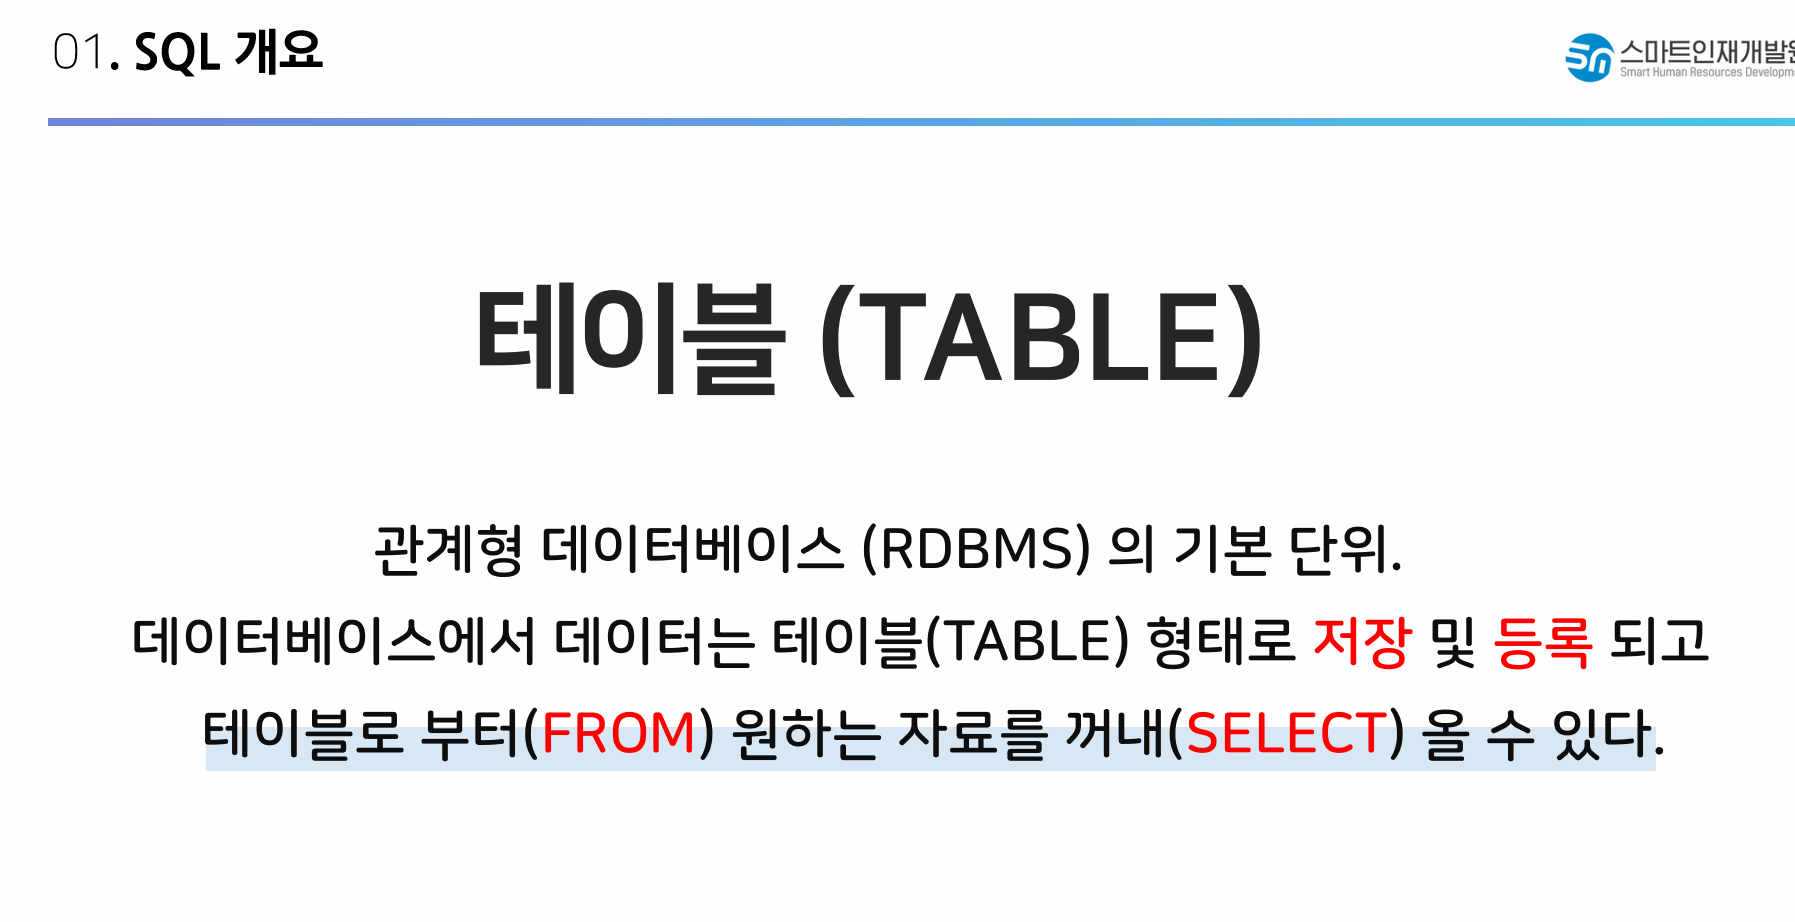 01. SQL 개요
스마트인재개발원
Smart Human Resources
테이블 (TABLE)
관계형 데이터베이스 (RDBMS) 의 기본 단위.
데이터베이스에서 데이터는 테이블(TABLE) 형태로 저장 및 등록 되고
테이블로 부터(FROM) 원하는 자료를 꺼내(SELECT) 올 수 있다.